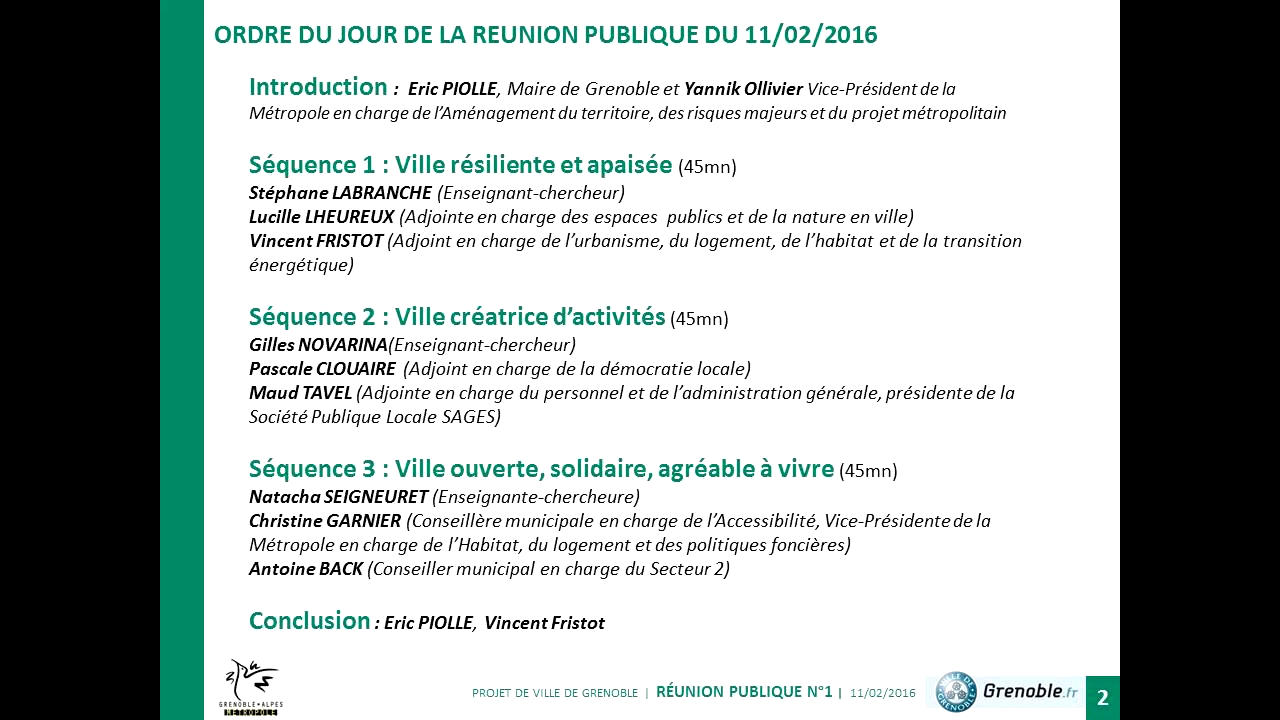 ORDRE DU JOUR DE LA REUNION PUBLIQUE DU 11/02/2016
Introduction : Eric PIOLLE, Maire de Grenoble et Yannik Ollivier Vice-Président de la
Métropole en charge de l'Aménagement du territoire, des risques majeurs et du projet métropolitain
Séquence 1 : Ville résiliente et apaisée (45mn)
Stéphane LABRANCHE (Enseignant-chercheur)
Lucille LHEUREUX (Adjointe en charge des espaces publics et de la nature en ville)
Vincent FRISTOT (Adjoint en charge de l'urbanisme, du logement, de l'habitat et de la transition
énergétique)
Séquence 2 : Ville créatrice d'activités (45mn)
Gilles NOVARINA(Enseignant-chercheur)
Pascale CLOUAIRE (Adjoint en charge de la démocratie locale)
Maud TAVEL (Adjointe en charge du personnel et de l'administration générale, présidente de la
Société Publique Locale SAGES)
Séquence 3 : Ville ouverte, solidaire, agréable à vivre (45mn)
Natacha SEIGNEURET (Enseignante-chercheure)
Christine GARNIER (Conseillère municipale en charge de l'Accessibilité, Vice-Présidente de la
Métropole en charge de l'Habitat, du logement et des politiques foncières)
Antoine BACK (Conseiller municipal en charge du Secteur 2)
Conclusion : Eric PIOLLE, Vincent Fristot
GRENOBLE-ALPES
METROPOLE
PROJET DE VILLE DE GRENOBLE | RÉUNION PUBLIQUE N°1 | 11/02/2016
VILLE DE GRENOBLE
Grenoble.fr
2